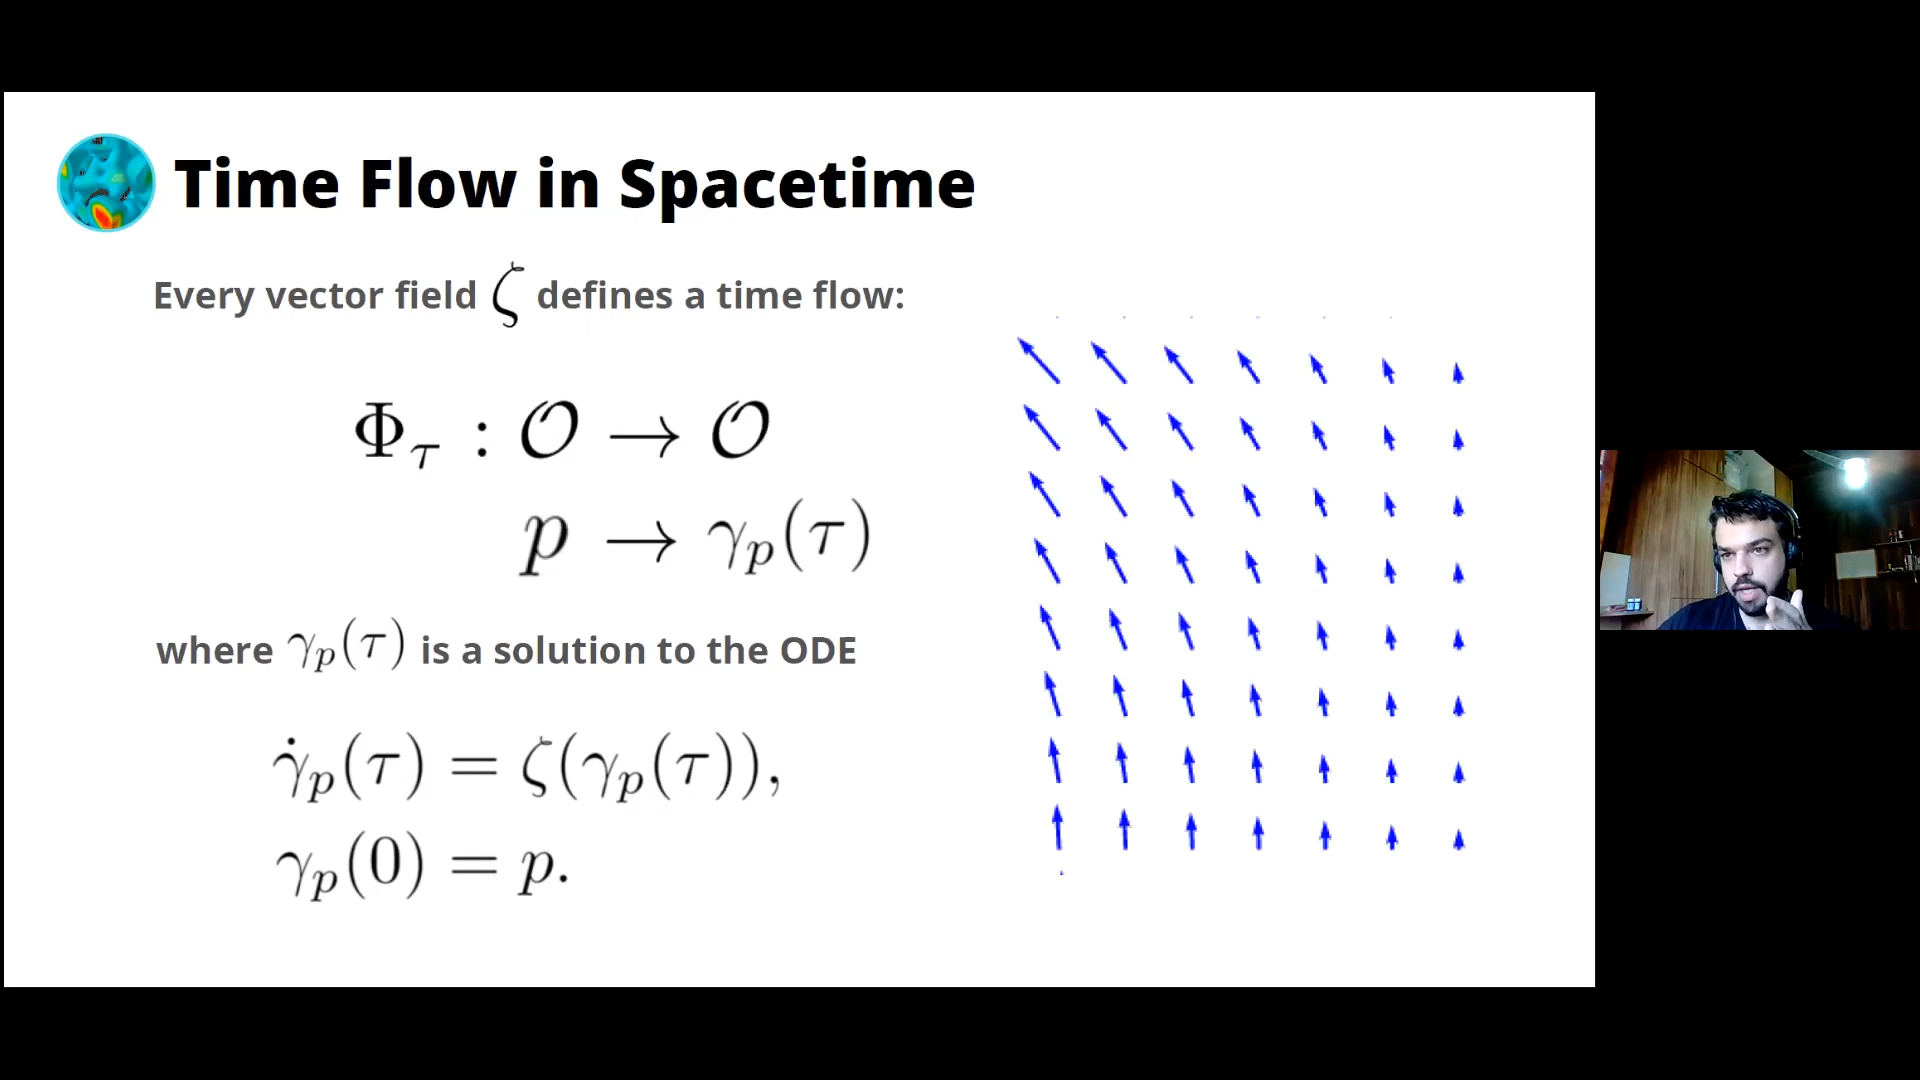 Time Flow in Spacetime
Every vector field ζ defines a time flow:
Φ_τ : 𝒪 → 𝒪
p → γ_p(τ)
where γ_p(τ) is a solution to the ODE
γ̇_p(τ) = ζ(γ_p(τ)),
γ_p(0) = p.